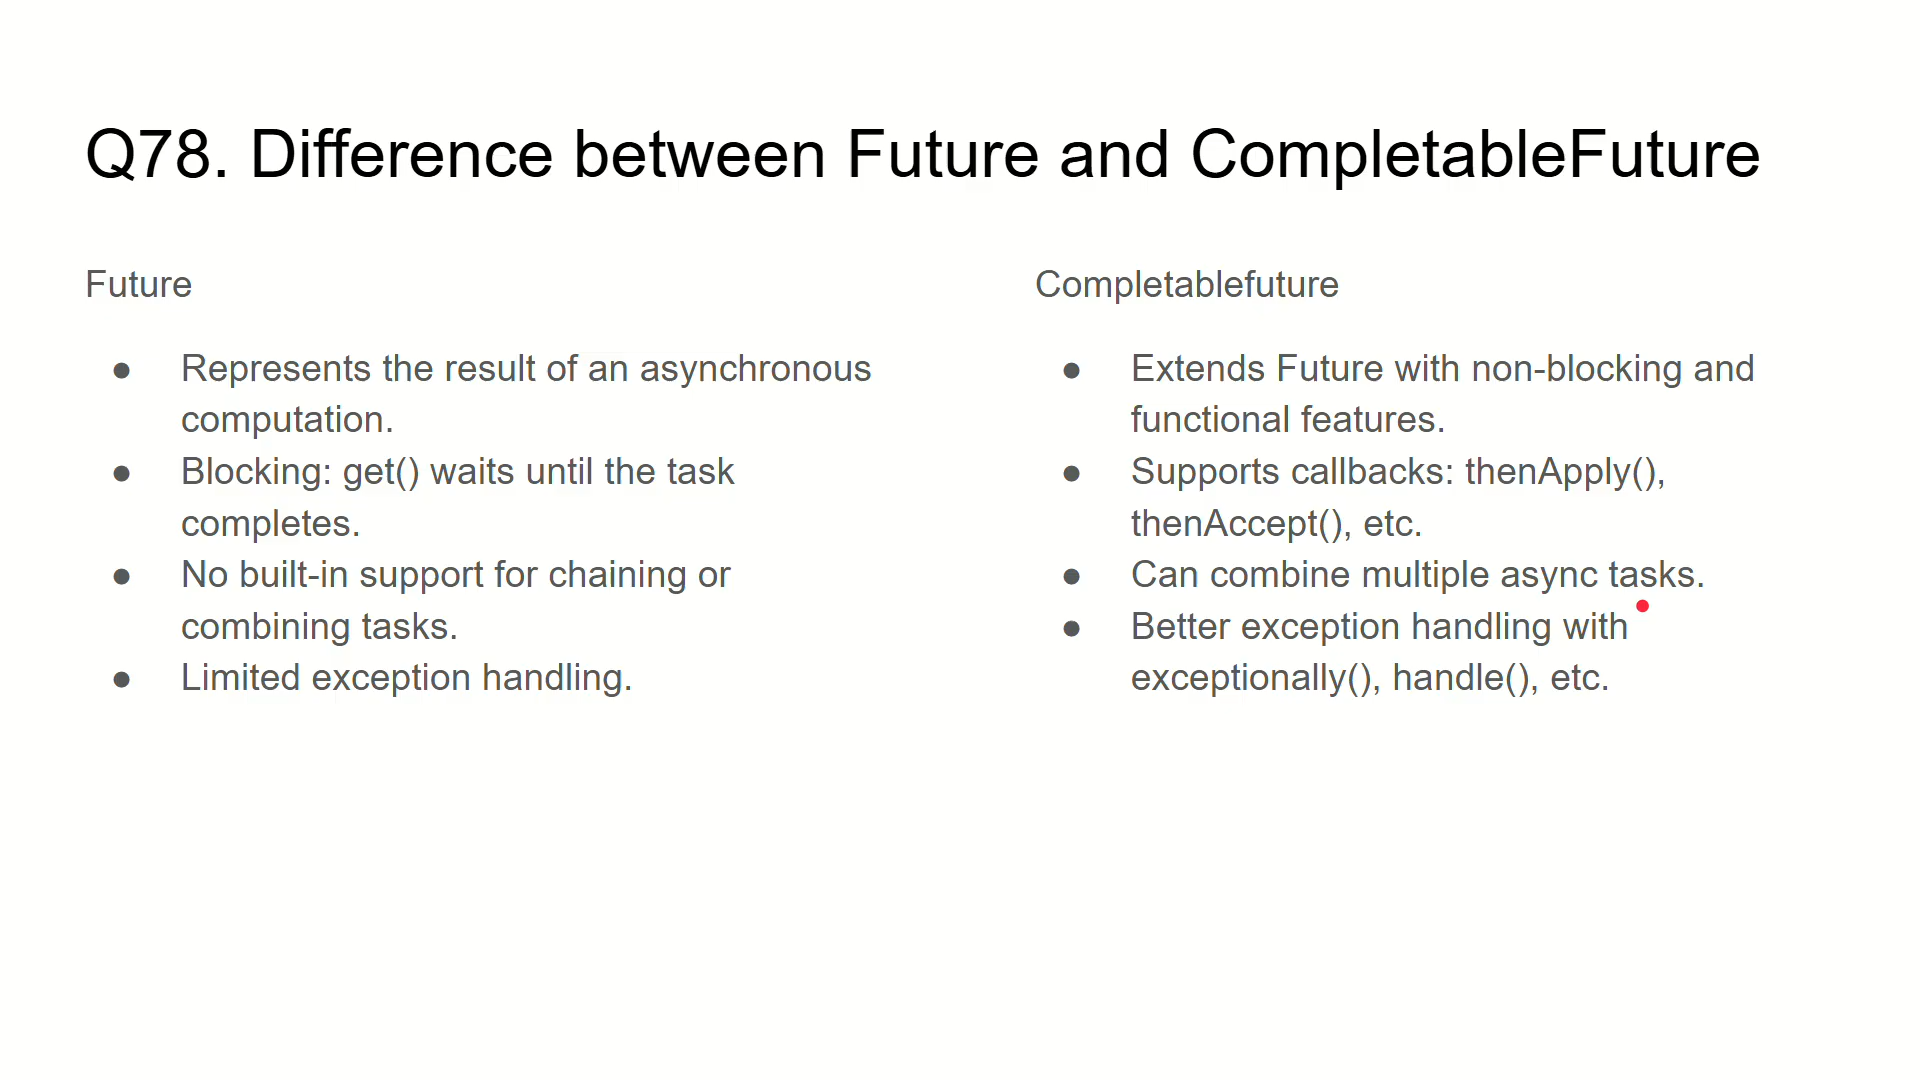 Q78. Difference between Future and CompletableFuture
Future
● Represents the result of an asynchronous
computation.
● Blocking: get() waits until the task
completes.
● No built-in support for chaining or
combining tasks.
● Limited exception handling.
Completablefuture
● Extends Future with non-blocking and
functional features.
● Supports callbacks: thenApply(),
thenAccept(), etc.
● Can combine multiple async tasks.
● Better exception handling with
exceptionally(), handle(), etc.